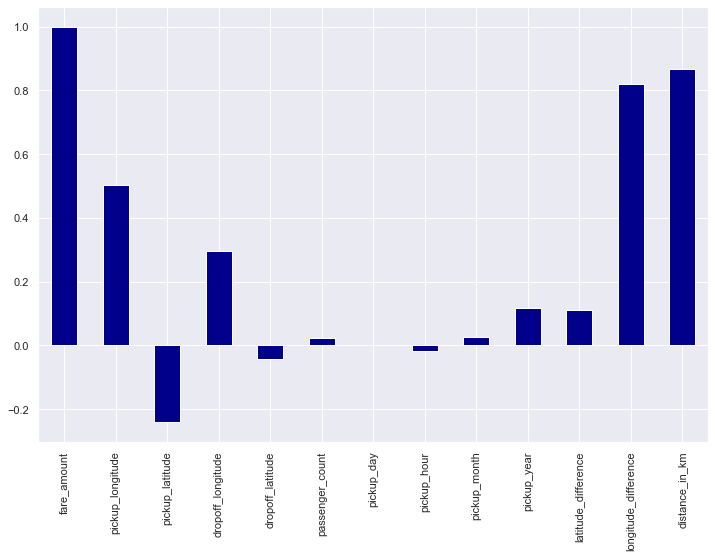 1.0
0.8
0.6
0.4
0.2
0.0
−0.2
fare_amount
pickup_longitude
pickup_latitude
dropoff_longitude
dropoff_latitude
passenger_count
pickup_day
pickup_hour
pickup_month
pickup_year
latitude_difference
longitude_difference
distance_in_km